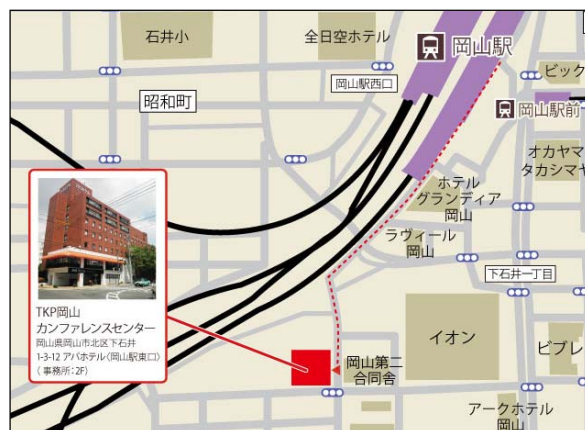 石井小
全日空ホテル
岡山駅
岡山駅西口
ビック
昭和町
岡山駅前
オカヤマ
タカシマヤ
ホテル
グランディア
岡山
ラヴィール
岡山
下石井一丁目
TKP岡山
カンファレンスセンター
岡山県岡山市北区下石井
1-3-12 アパホテル〈岡山駅東口〉
( 事務所:2F)
イオン
ビブレ
岡山第二
合同舎
アークホテル
岡山